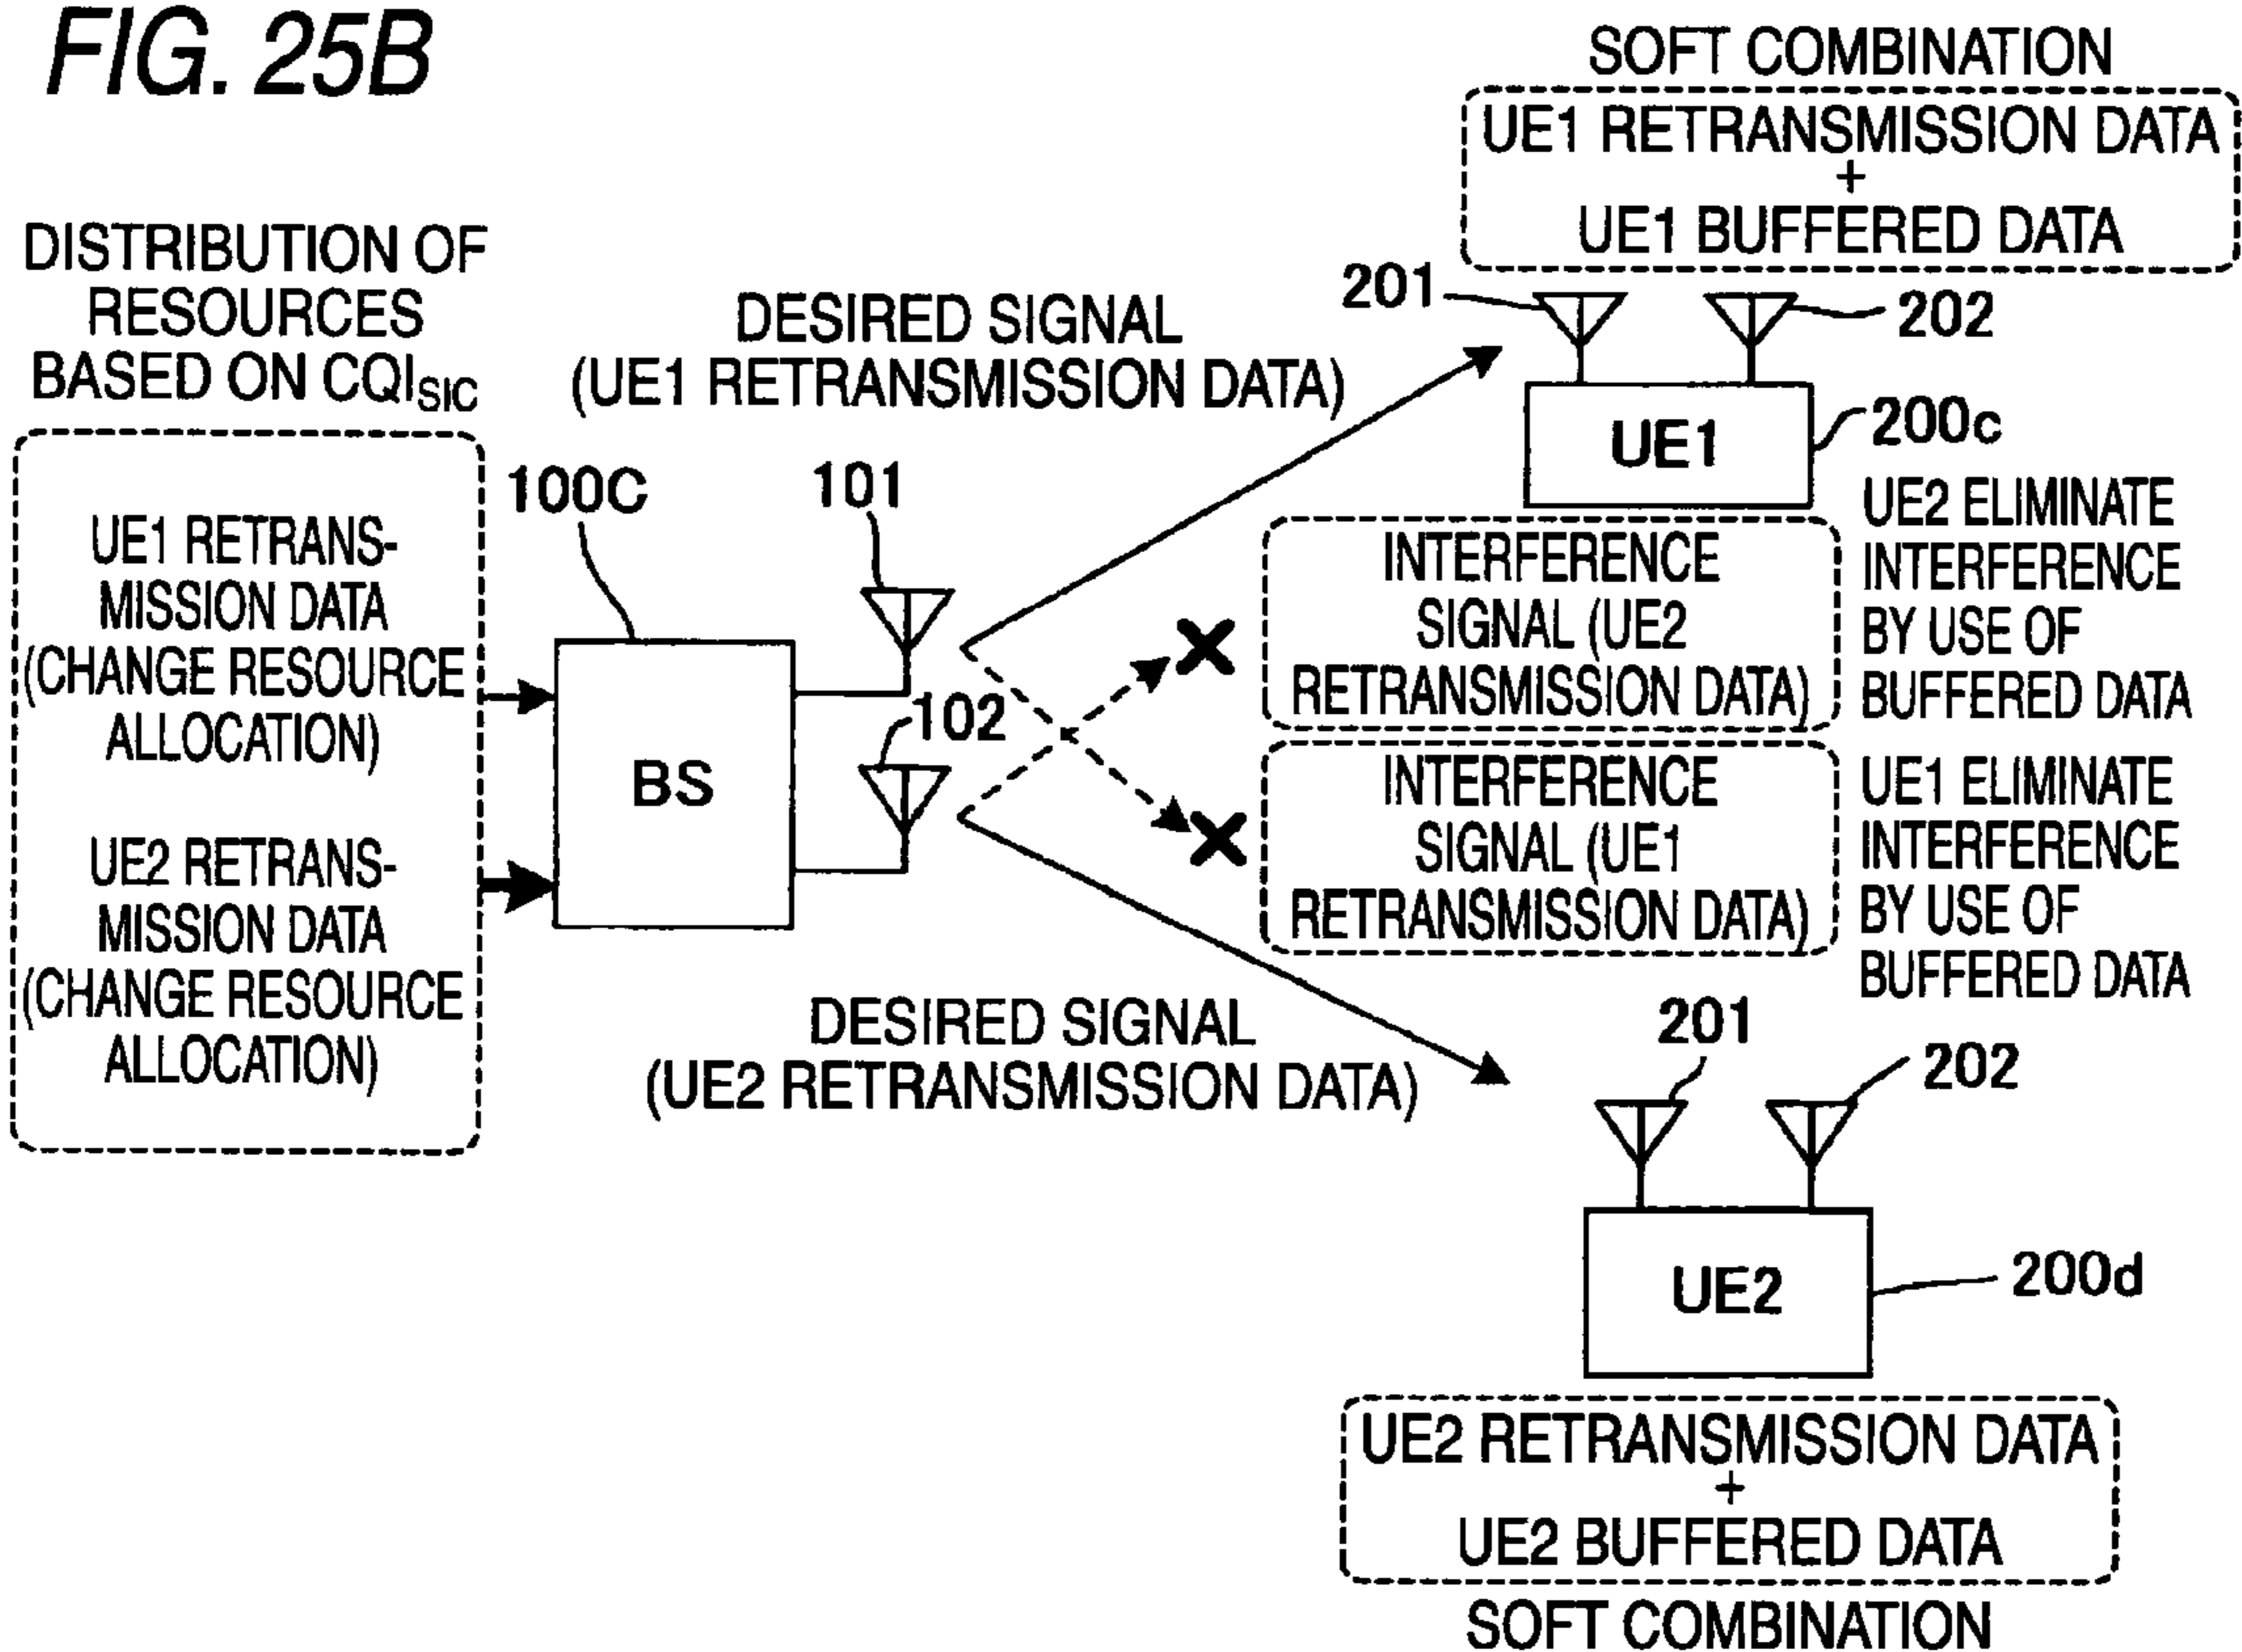 FIG. 25B
SOFT COMBINATION
UE1 RETRANSMISSION DATA
+
UE1 BUFFERED DATA
DISTRIBUTION OF
RESOURCES
BASED ON CQISIC
DESIRED SIGNAL
(UE1 RETRANSMISSION DATA)
201
202
UE1
200c
UE1 RETRANS-
MISSION DATA
(CHANGE RESOURCE
ALLOCATION)
UE2 RETRANS-
MISSION DATA
(CHANGE RESOURCE
ALLOCATION)
100C
101
102
BS
INTERFERENCE
SIGNAL (UE2
RETRANSMISSION DATA)
UE2 ELIMINATE
INTERFERENCE
BY USE OF
BUFFERED DATA
INTERFERENCE
SIGNAL (UE1
RETRANSMISSION DATA)
UE1 ELIMINATE
INTERFERENCE
BY USE OF
BUFFERED DATA
DESIRED SIGNAL
(UE2 RETRANSMISSION DATA)
201
202
UE2
200d
UE2 RETRANSMISSION DATA
+
UE2 BUFFERED DATA
SOFT COMBINATION